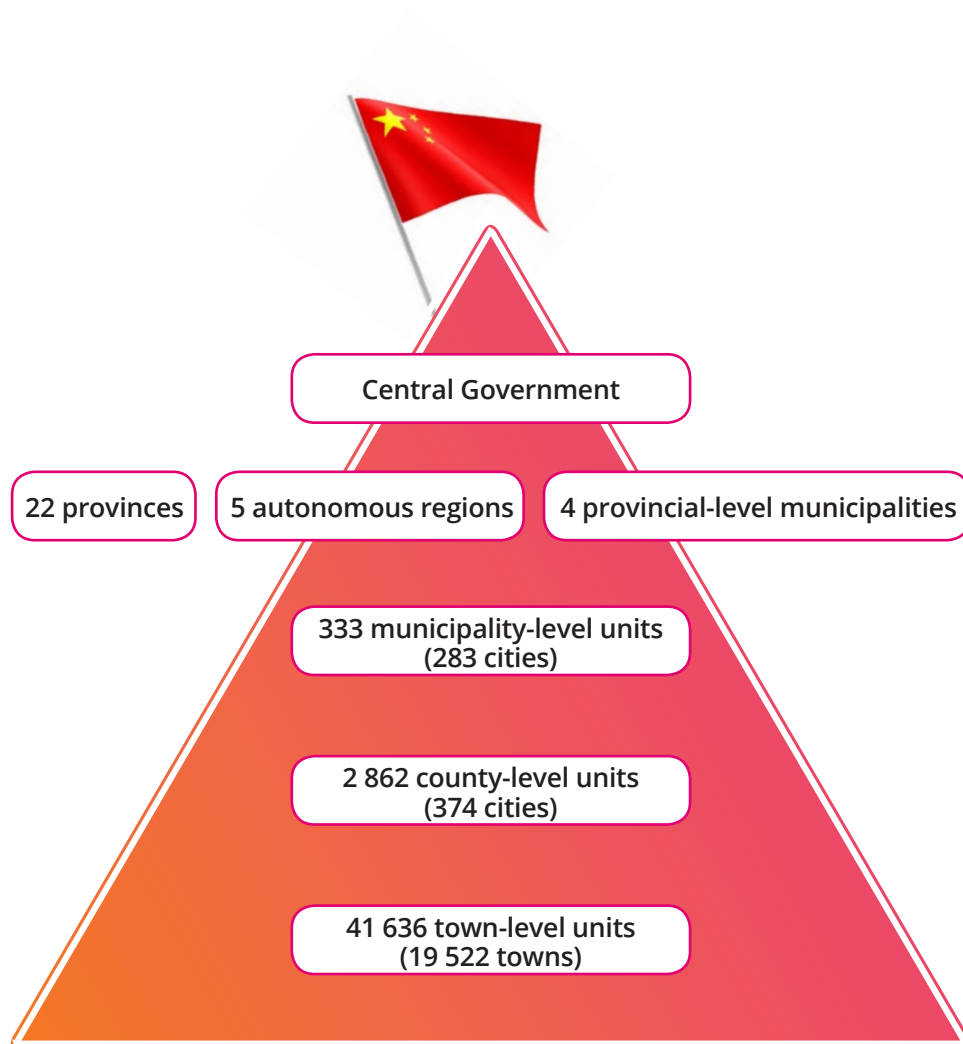 Central Government
22 provinces
5 autonomous regions
4 provincial-level municipalities
333 municipality-level units
(283 cities)
2 862 county-level units
(374 cities)
41 636 town-level units
(19 522 towns)